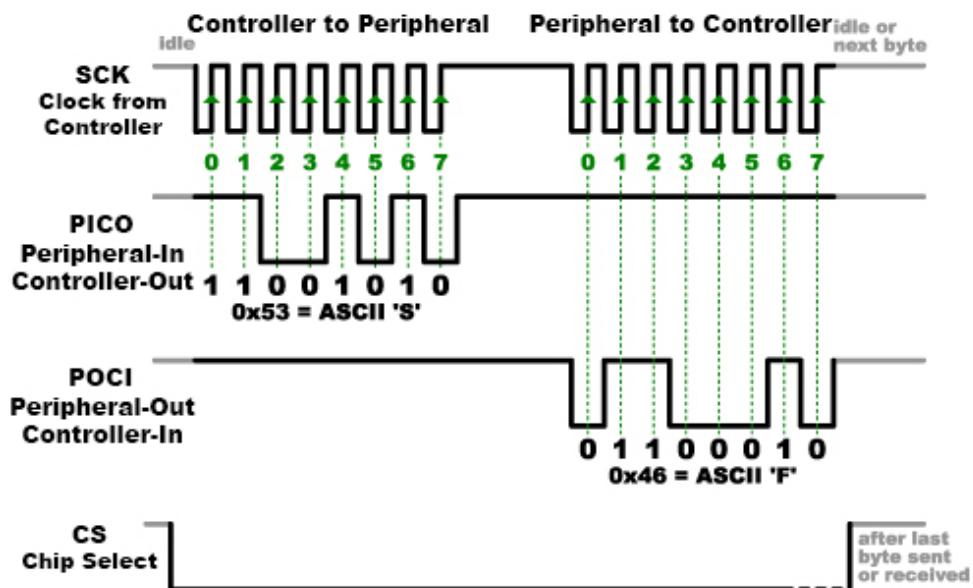 Controller to Peripheral
Peripheral to Controller
idle
idle or
next byte
SCK
Clock from
Controller
0 1 2 3 4 5 6 7
0 1 2 3 4 5 6 7
PICO
Peripheral-In
Controller-Out
1 1 0 0 1 0 1 0
0x53 = ASCII 'S'
POCI
Peripheral-Out
Controller-In
0 1 1 0 0 0 1 0
0x46 = ASCII 'F'
CS
Chip Select
after last
byte sent
or received